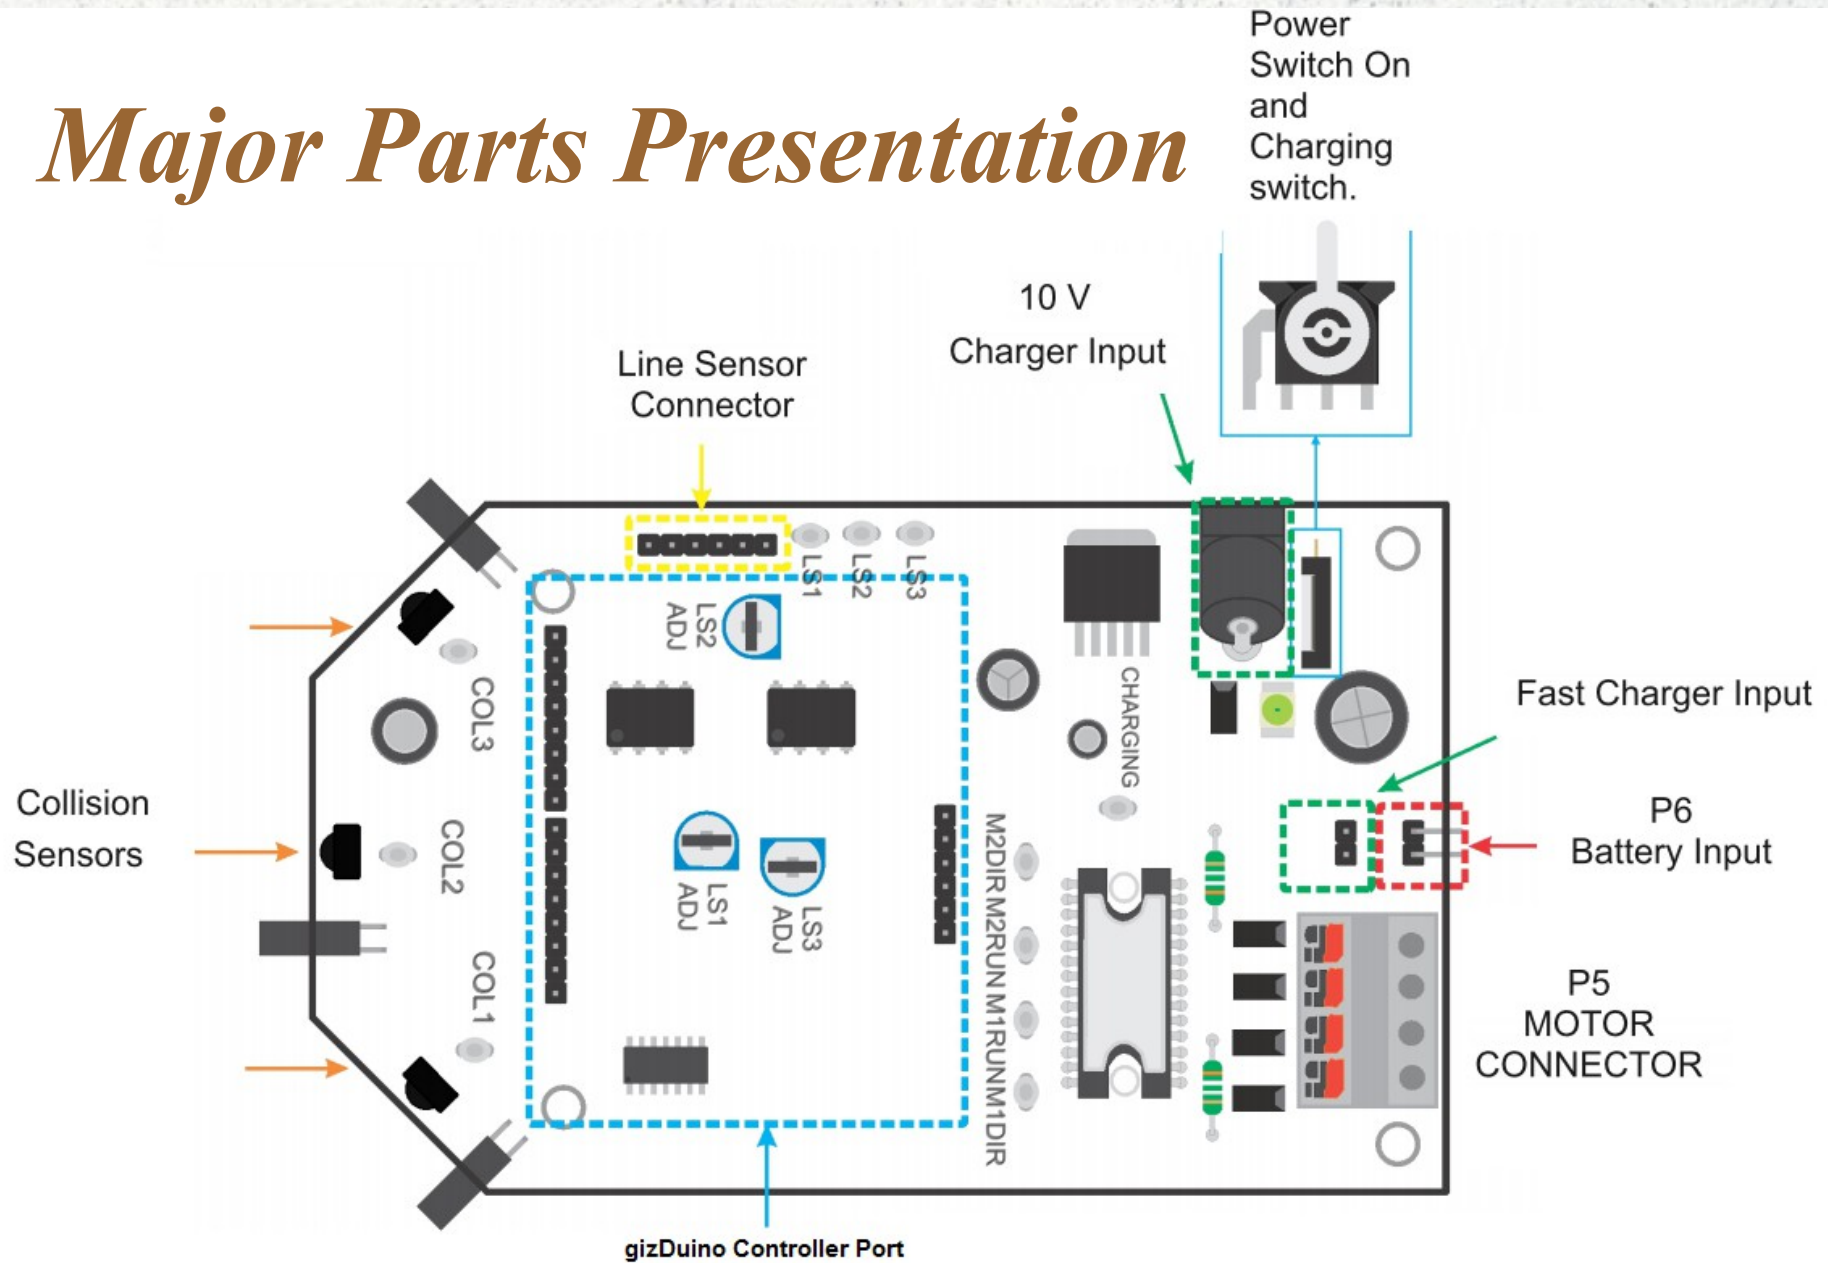 Power
Switch On
and
Charging
switch.
Major Parts Presentation
10 V
Charger Input
Line Sensor
Connector
LS1
LS2
LS3
LS2
ADJ
COL3
CHARGING
Fast Charger Input
Collision
Sensors
COL2
P6
Battery Input
LS1
ADJ
LS3
ADJ
M2DIR
M2RUN
M1RUN
M1DIR
COL1
P5
MOTOR
CONNECTOR
gizDuino Controller Port